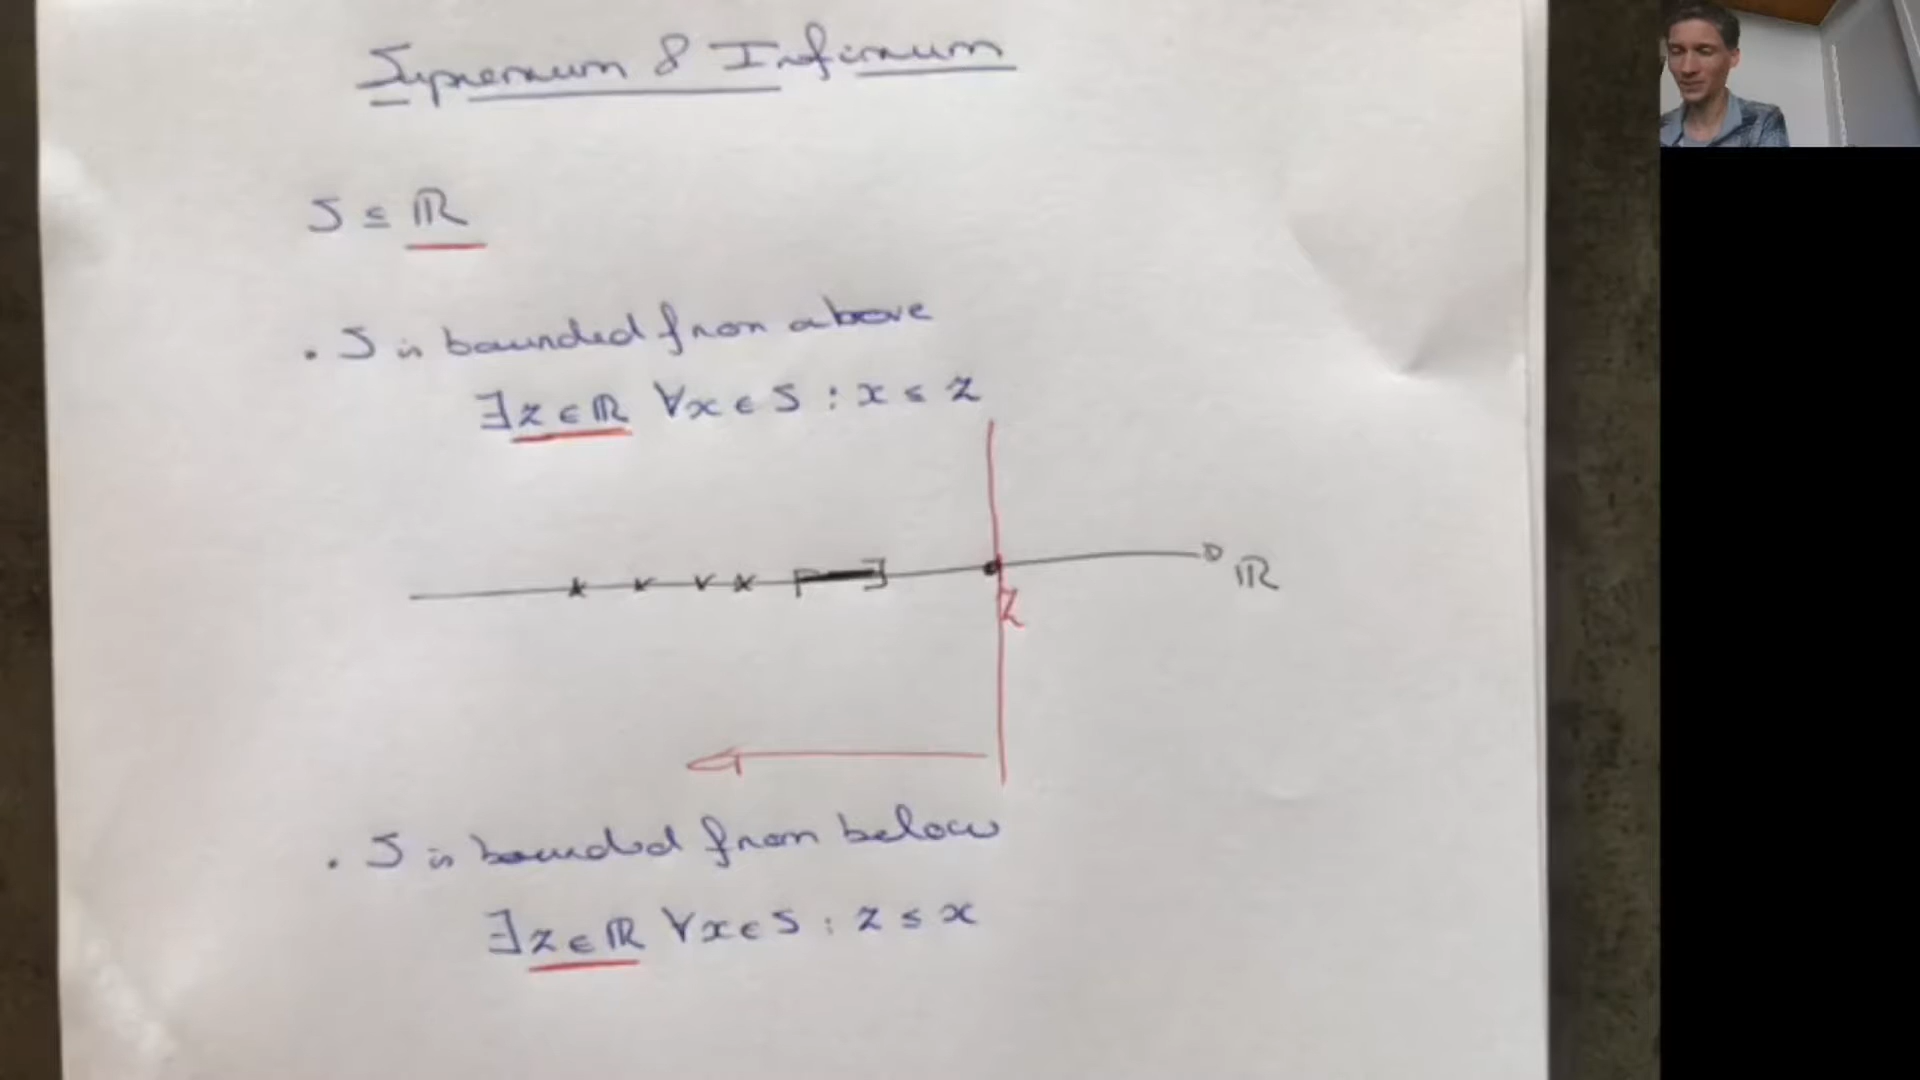 Supremum & Infimum
S ⊆ ℝ
• S is bounded from above
∃z∈ℝ ∀x∈S : x ≤ z
ℝ
z
• S is bounded from below
∃z∈ℝ ∀x∈S : z ≤ x